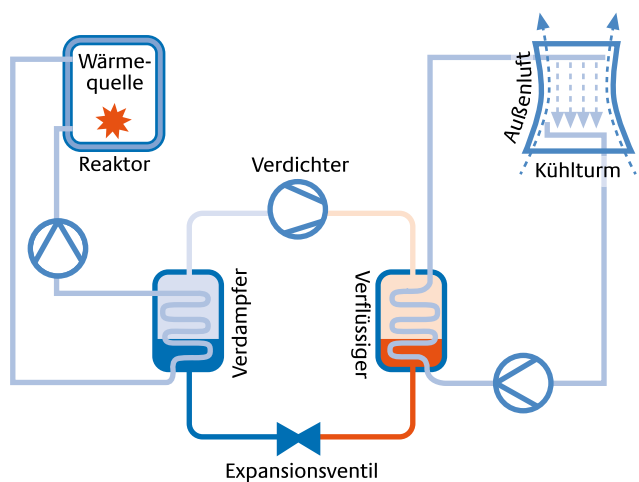 Wärme-
quelle
Reaktor
Verdichter
Außenluft
Kühlturm
Verdampfer
Verflüssiger
Expansionsventil